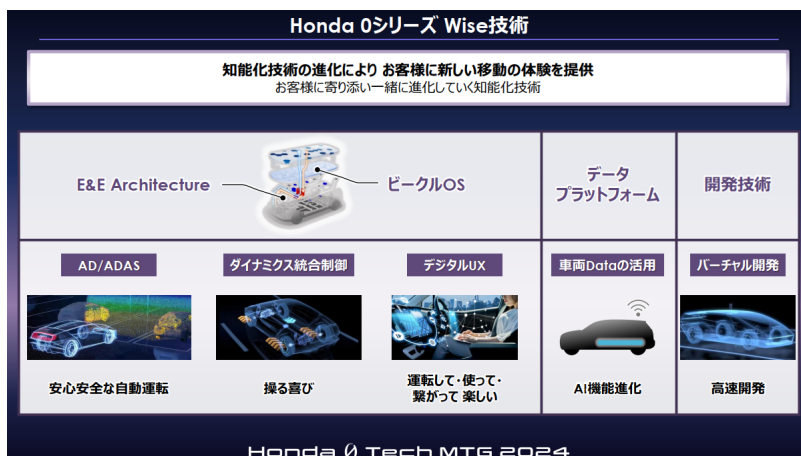 Honda 0シリーズ Wise技術
知能化技術の進化により お客様に新しい移動の体験を提供
お客様に寄り添い一緒に進化していく知能化技術
E&E Architecture
ビークルOS
データ
プラットフォーム
開発技術
AD/ADAS
ダイナミクス統合制御
デジタルUX
車両Dataの活用
バーチャル開発
安心安全な自動運転
操る喜び
運転して・使って・
繋がって 楽しい
AI機能進化
高速開発
Honda 0 Tech MTG 2024